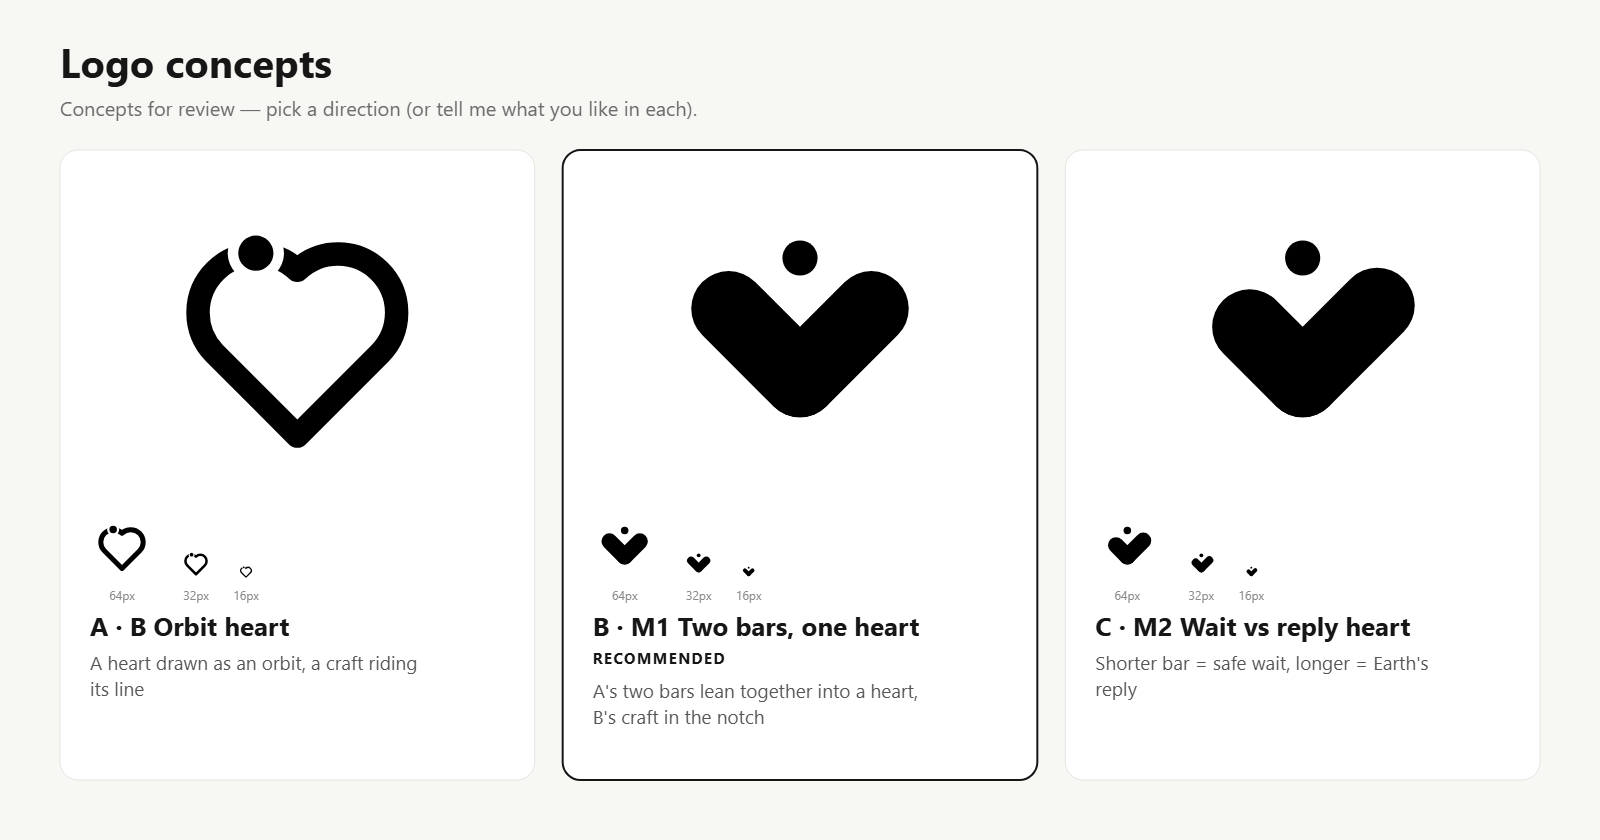 Logo concepts
Concepts for review — pick a direction (or tell me what you like in each).
64px 32px 16px
A · B Orbit heart
A heart drawn as an orbit, a craft riding
its line
64px 32px 16px
B · M1 Two bars, one heart
RECOMMENDED
A's two bars lean together into a heart,
B's craft in the notch
64px 32px 16px
C · M2 Wait vs reply heart
Shorter bar = safe wait, longer = Earth's
reply